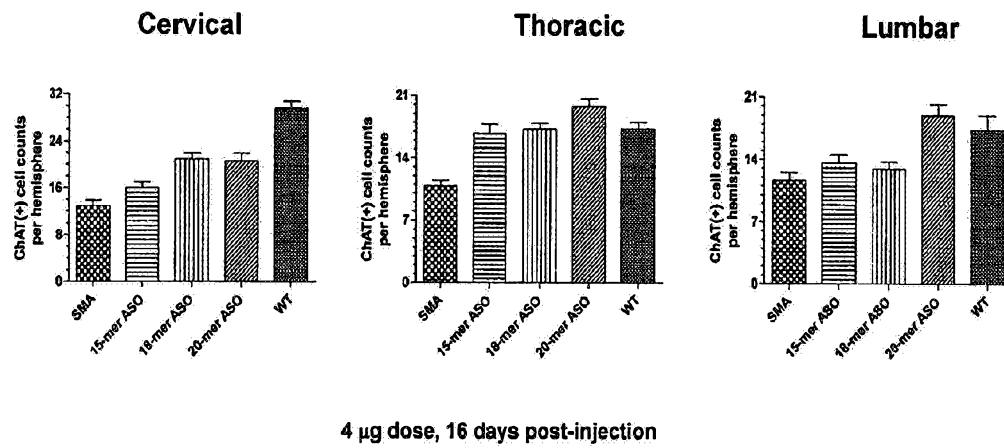 Cervical
Thoracic
Lumbar
ChAT(+) cell counts
per hemisphere
32
24
16
8
0
SMA
15-mer ASO
18-mer ASO
20-mer ASO
WT
ChAT(+) cell counts
per hemisphere
21
14
7
0
SMA
15-mer ASO
18-mer ASO
20-mer ASO
WT
ChAT(+) cell counts
per hemisphere
21
14
7
0
SMA
15-mer ASO
18-mer ASO
20-mer ASO
WT
4 µg dose, 16 days post-injection